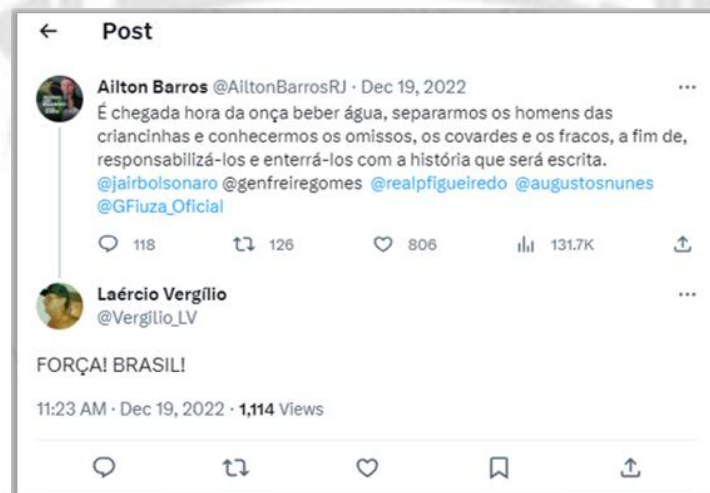 ← Post
Ailton Barros @AiltonBarrosRJ · Dec 19, 2022
É chegada hora da onça beber água, separarmos os homens das
criancinhas e conhecermos os omissos, os covardes e os fracos, a fim de,
responsabilizá-los e enterrá-los com a história que será escrita.
@jairbolsonaro @genfreiregomes @realpfigueiredo @augustosnunes
@GFiuza_Oficial
118 126 806 131.7K
Laércio Vergílio
@Vergilio_LV
FORÇA! BRASIL!
11:23 AM · Dec 19, 2022 · 1,114 Views